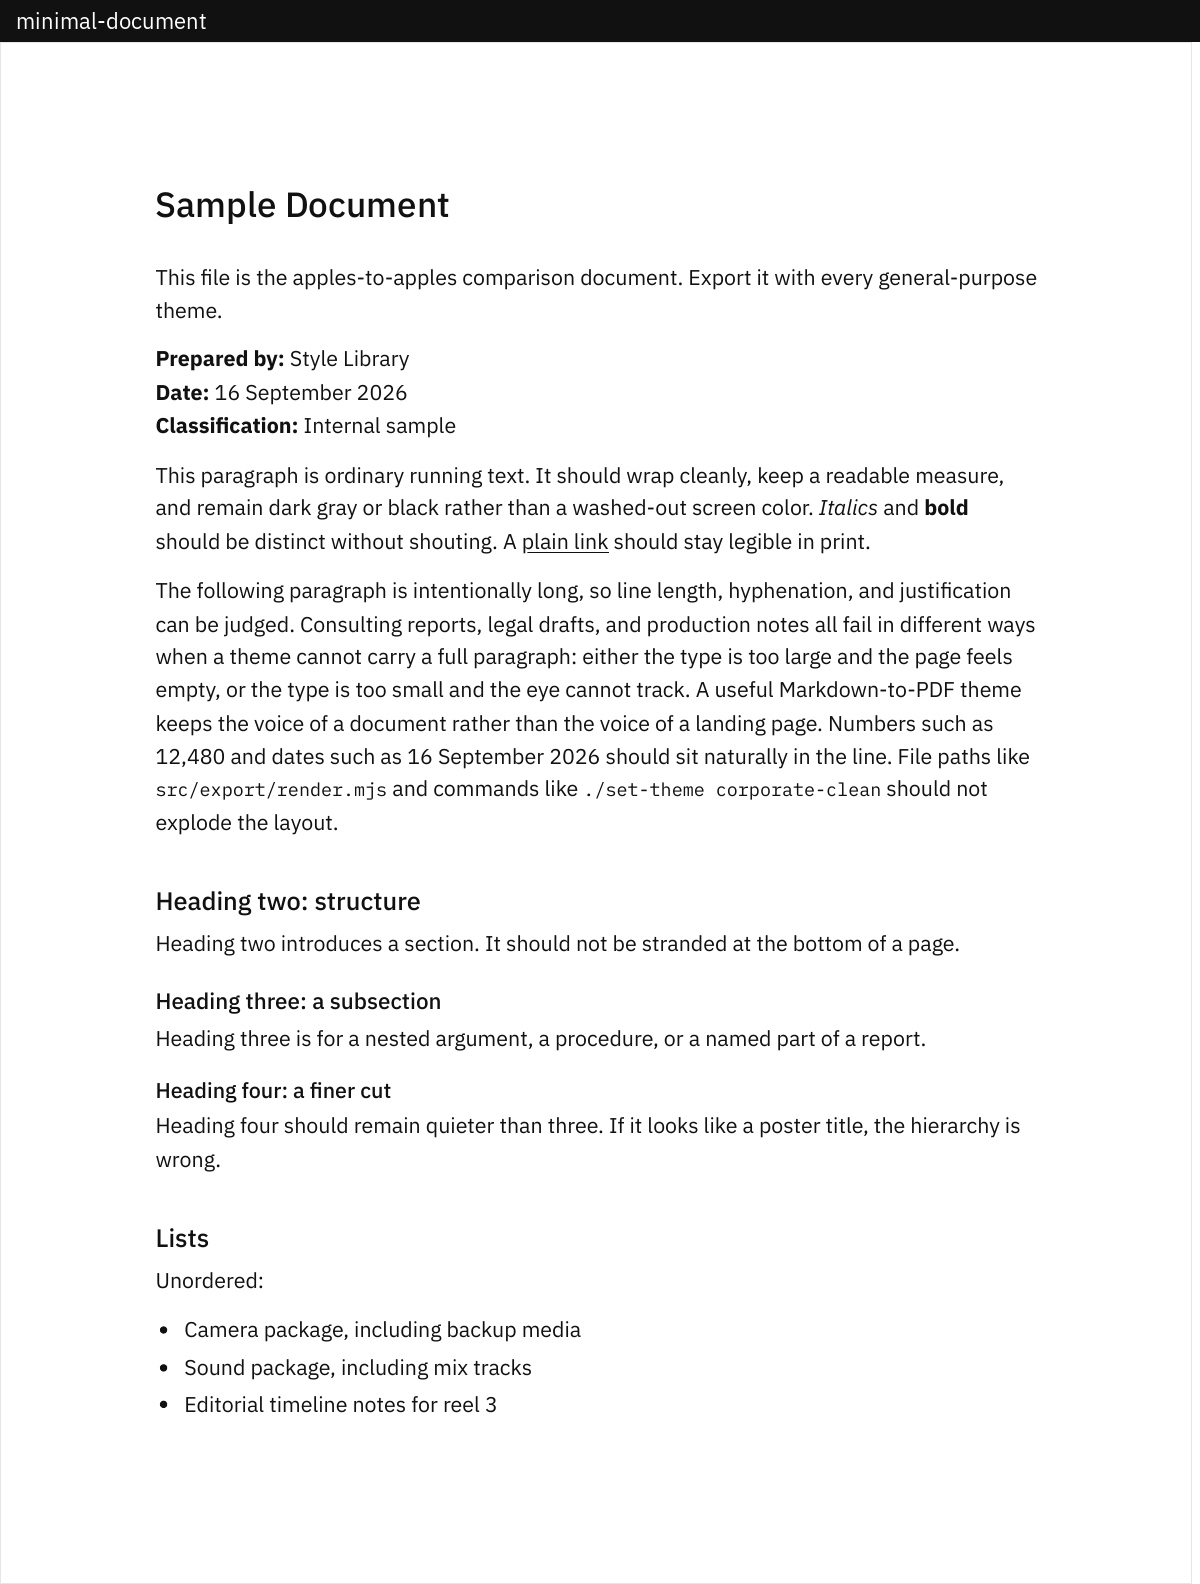 minimal-document
Sample Document
This file is the apples-to-apples comparison document. Export it with every general-purpose
theme.
Prepared by: Style Library
Date: 16 September 2026
Classification: Internal sample
This paragraph is ordinary running text. It should wrap cleanly, keep a readable measure,
and remain dark gray or black rather than a washed-out screen color. Italics and bold
should be distinct without shouting. A plain link should stay legible in print.
The following paragraph is intentionally long, so line length, hyphenation, and justification
can be judged. Consulting reports, legal drafts, and production notes all fail in different ways
when a theme cannot carry a full paragraph: either the type is too large and the page feels
empty, or the type is too small and the eye cannot track. A useful Markdown-to-PDF theme
keeps the voice of a document rather than the voice of a landing page. Numbers such as
12,480 and dates such as 16 September 2026 should sit naturally in the line. File paths like
src/export/render.mjs and commands like ./set-theme corporate-clean should not
explode the layout.
Heading two: structure
Heading two introduces a section. It should not be stranded at the bottom of a page.
Heading three: a subsection
Heading three is for a nested argument, a procedure, or a named part of a report.
Heading four: a finer cut
Heading four should remain quieter than three. If it looks like a poster title, the hierarchy is
wrong.
Lists
Unordered:
• Camera package, including backup media
• Sound package, including mix tracks
• Editorial timeline notes for reel 3